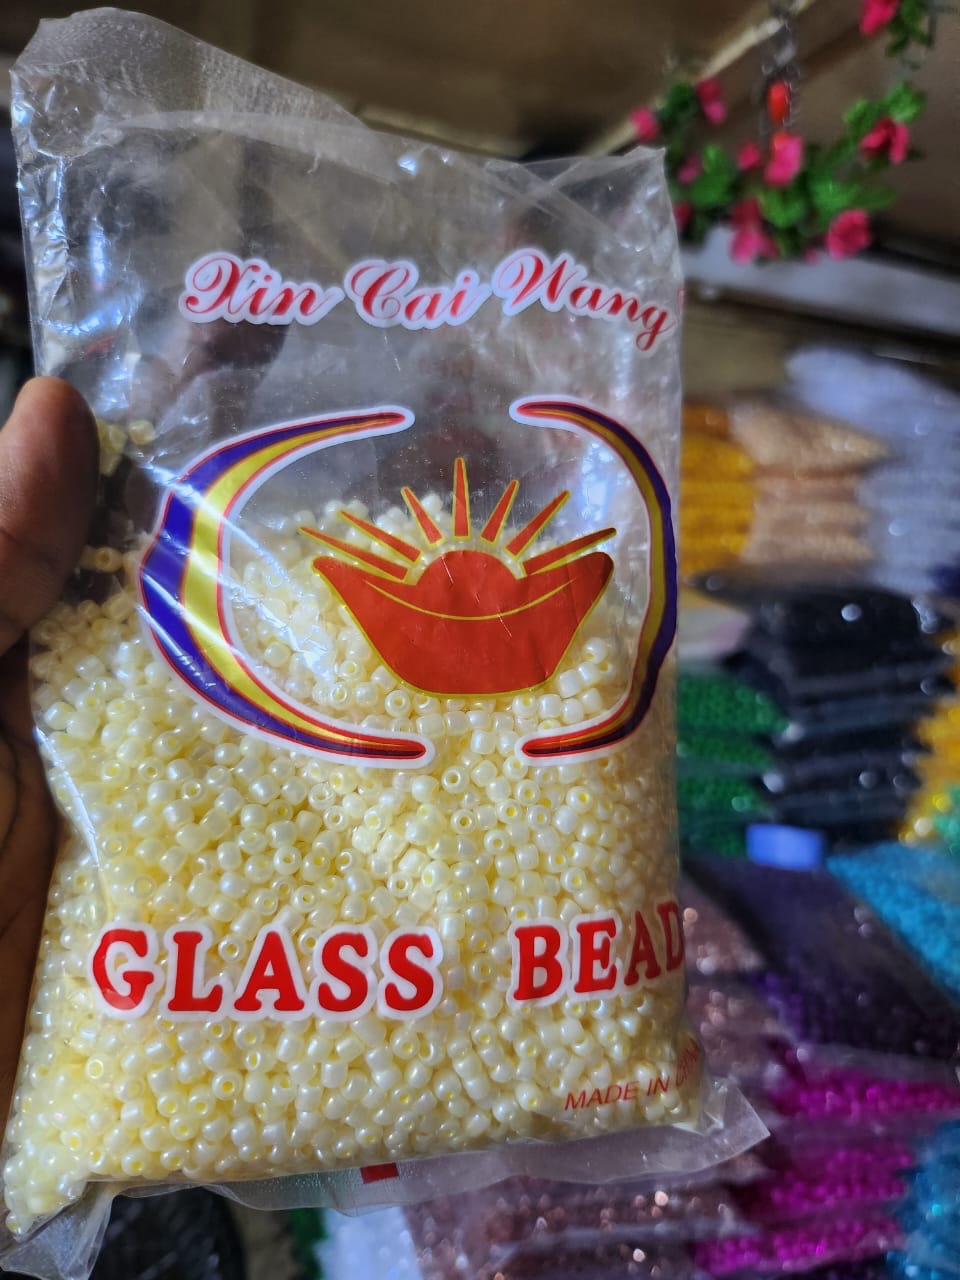 Xin Cai Wang
GLASS BEAD
MADE IN